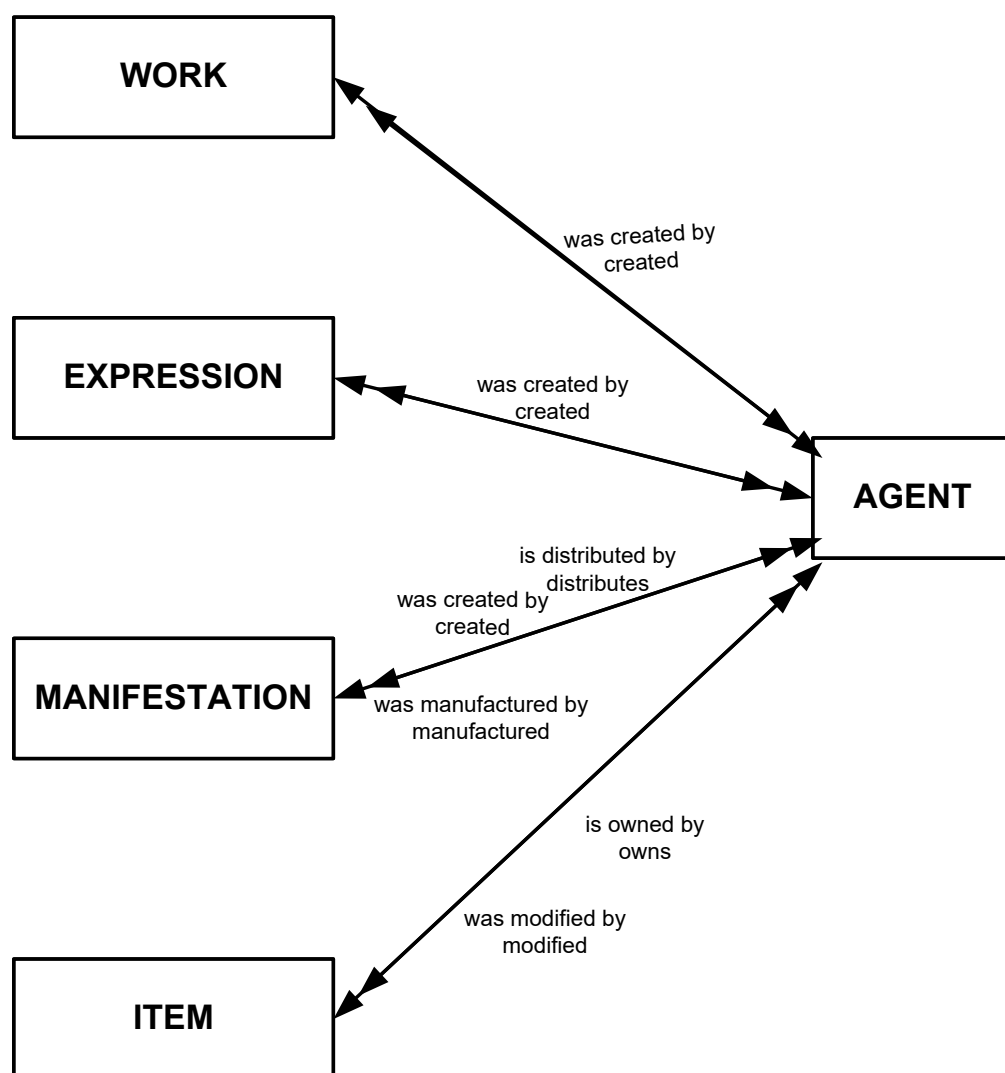 WORK
was created by
created
EXPRESSION
was created by
created
AGENT
is distributed by
distributes
was created by
created
MANIFESTATION
was manufactured by
manufactured
is owned by
owns
was modified by
modified
ITEM